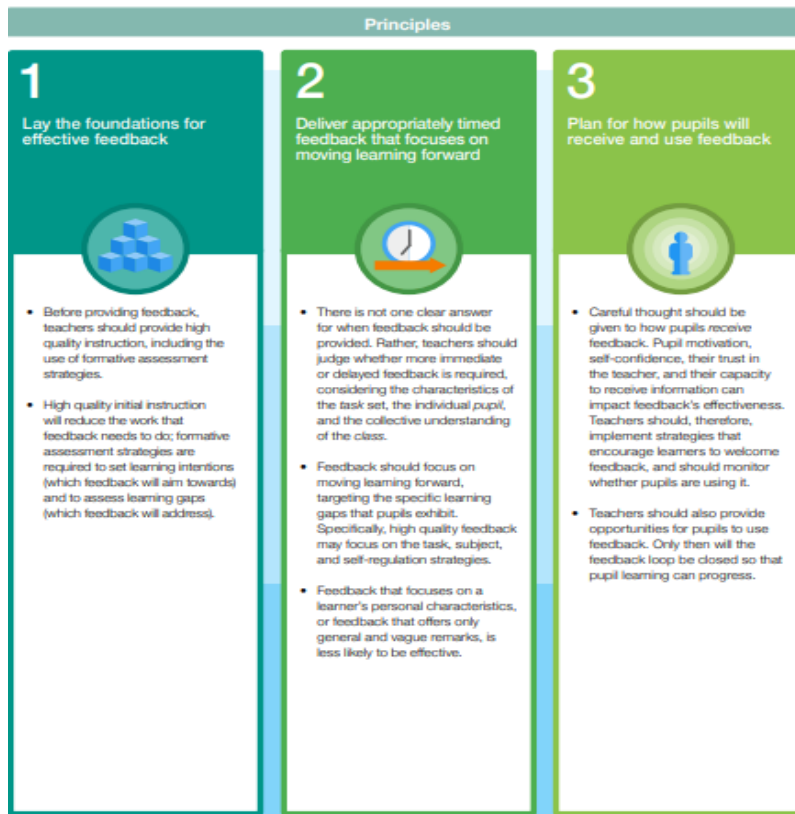 Principles
1
Lay the foundations for
effective feedback
• Before providing feedback,
teachers should provide high
quality instruction, including the
use of formative assessment
strategies.
• High quality initial instruction
will reduce the work that
feedback needs to do; formative
assessment strategies are
required to set learning intentions
(which feedback will aim towards)
and to assess learning gaps
(which feedback will address).
2
Deliver appropriately timed
feedback that focuses on
moving learning forward
• There is not one clear answer
for when feedback should be
provided. Rather, teachers should
judge whether more immediate
or delayed feedback is required,
considering the characteristics of
the task set, the individual pupil,
and the collective understanding
of the class.
• Feedback should focus on
moving learning forward,
targeting the specific learning
gaps that pupils exhibit.
Specifically, high quality feedback
may focus on the task, subject,
and self-regulation strategies.
• Feedback that focuses on a
learner's personal characteristics,
or feedback that offers only
general and vague remarks, is
less likely to be effective.
3
Plan for how pupils will
receive and use feedback
• Careful thought should be
given to how pupils receive
feedback. Pupil motivation,
self-confidence, their trust in
the teacher, and their capacity
to receive information can
impact feedback's effectiveness.
Teachers should, therefore,
implement strategies that
encourage learners to welcome
feedback, and should monitor
whether pupils are using it.
• Teachers should also provide
opportunities for pupils to use
feedback. Only then will the
feedback loop be closed so that
pupil learning can progress.